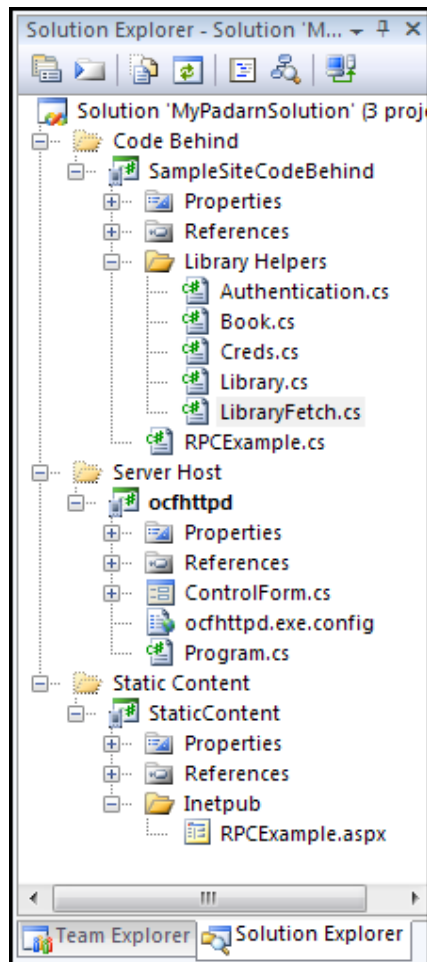 Solution Explorer - Solution 'M...
Solution 'MyPadarnSolution' (3 proje
Code Behind
SampleSiteCodeBehind
Properties
References
Library Helpers
Authentication.cs
Book.cs
Creds.cs
Library.cs
LibraryFetch.cs
RPCExample.cs
Server Host
ocfhttpd
Properties
References
ControlForm.cs
ocfhttpd.exe.config
Program.cs
Static Content
StaticContent
Properties
References
Inetpub
RPCExample.aspx
Team Explorer Solution Explorer